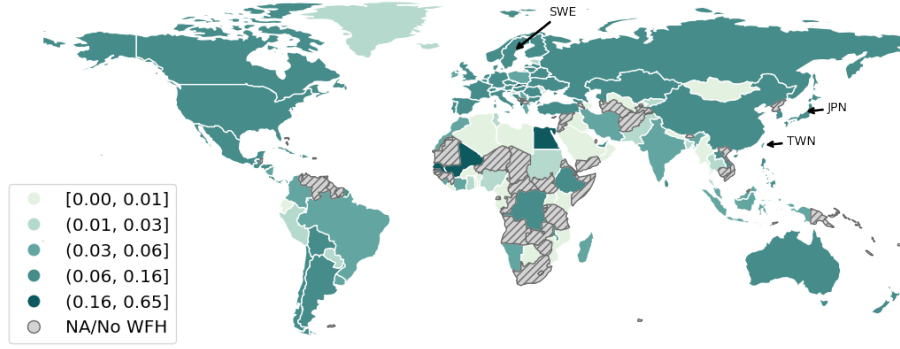 SWE
JPN
TWN
[0.00, 0.01]
(0.01, 0.03]
(0.03, 0.06]
(0.06, 0.16]
(0.16, 0.65]
NA/No WFH